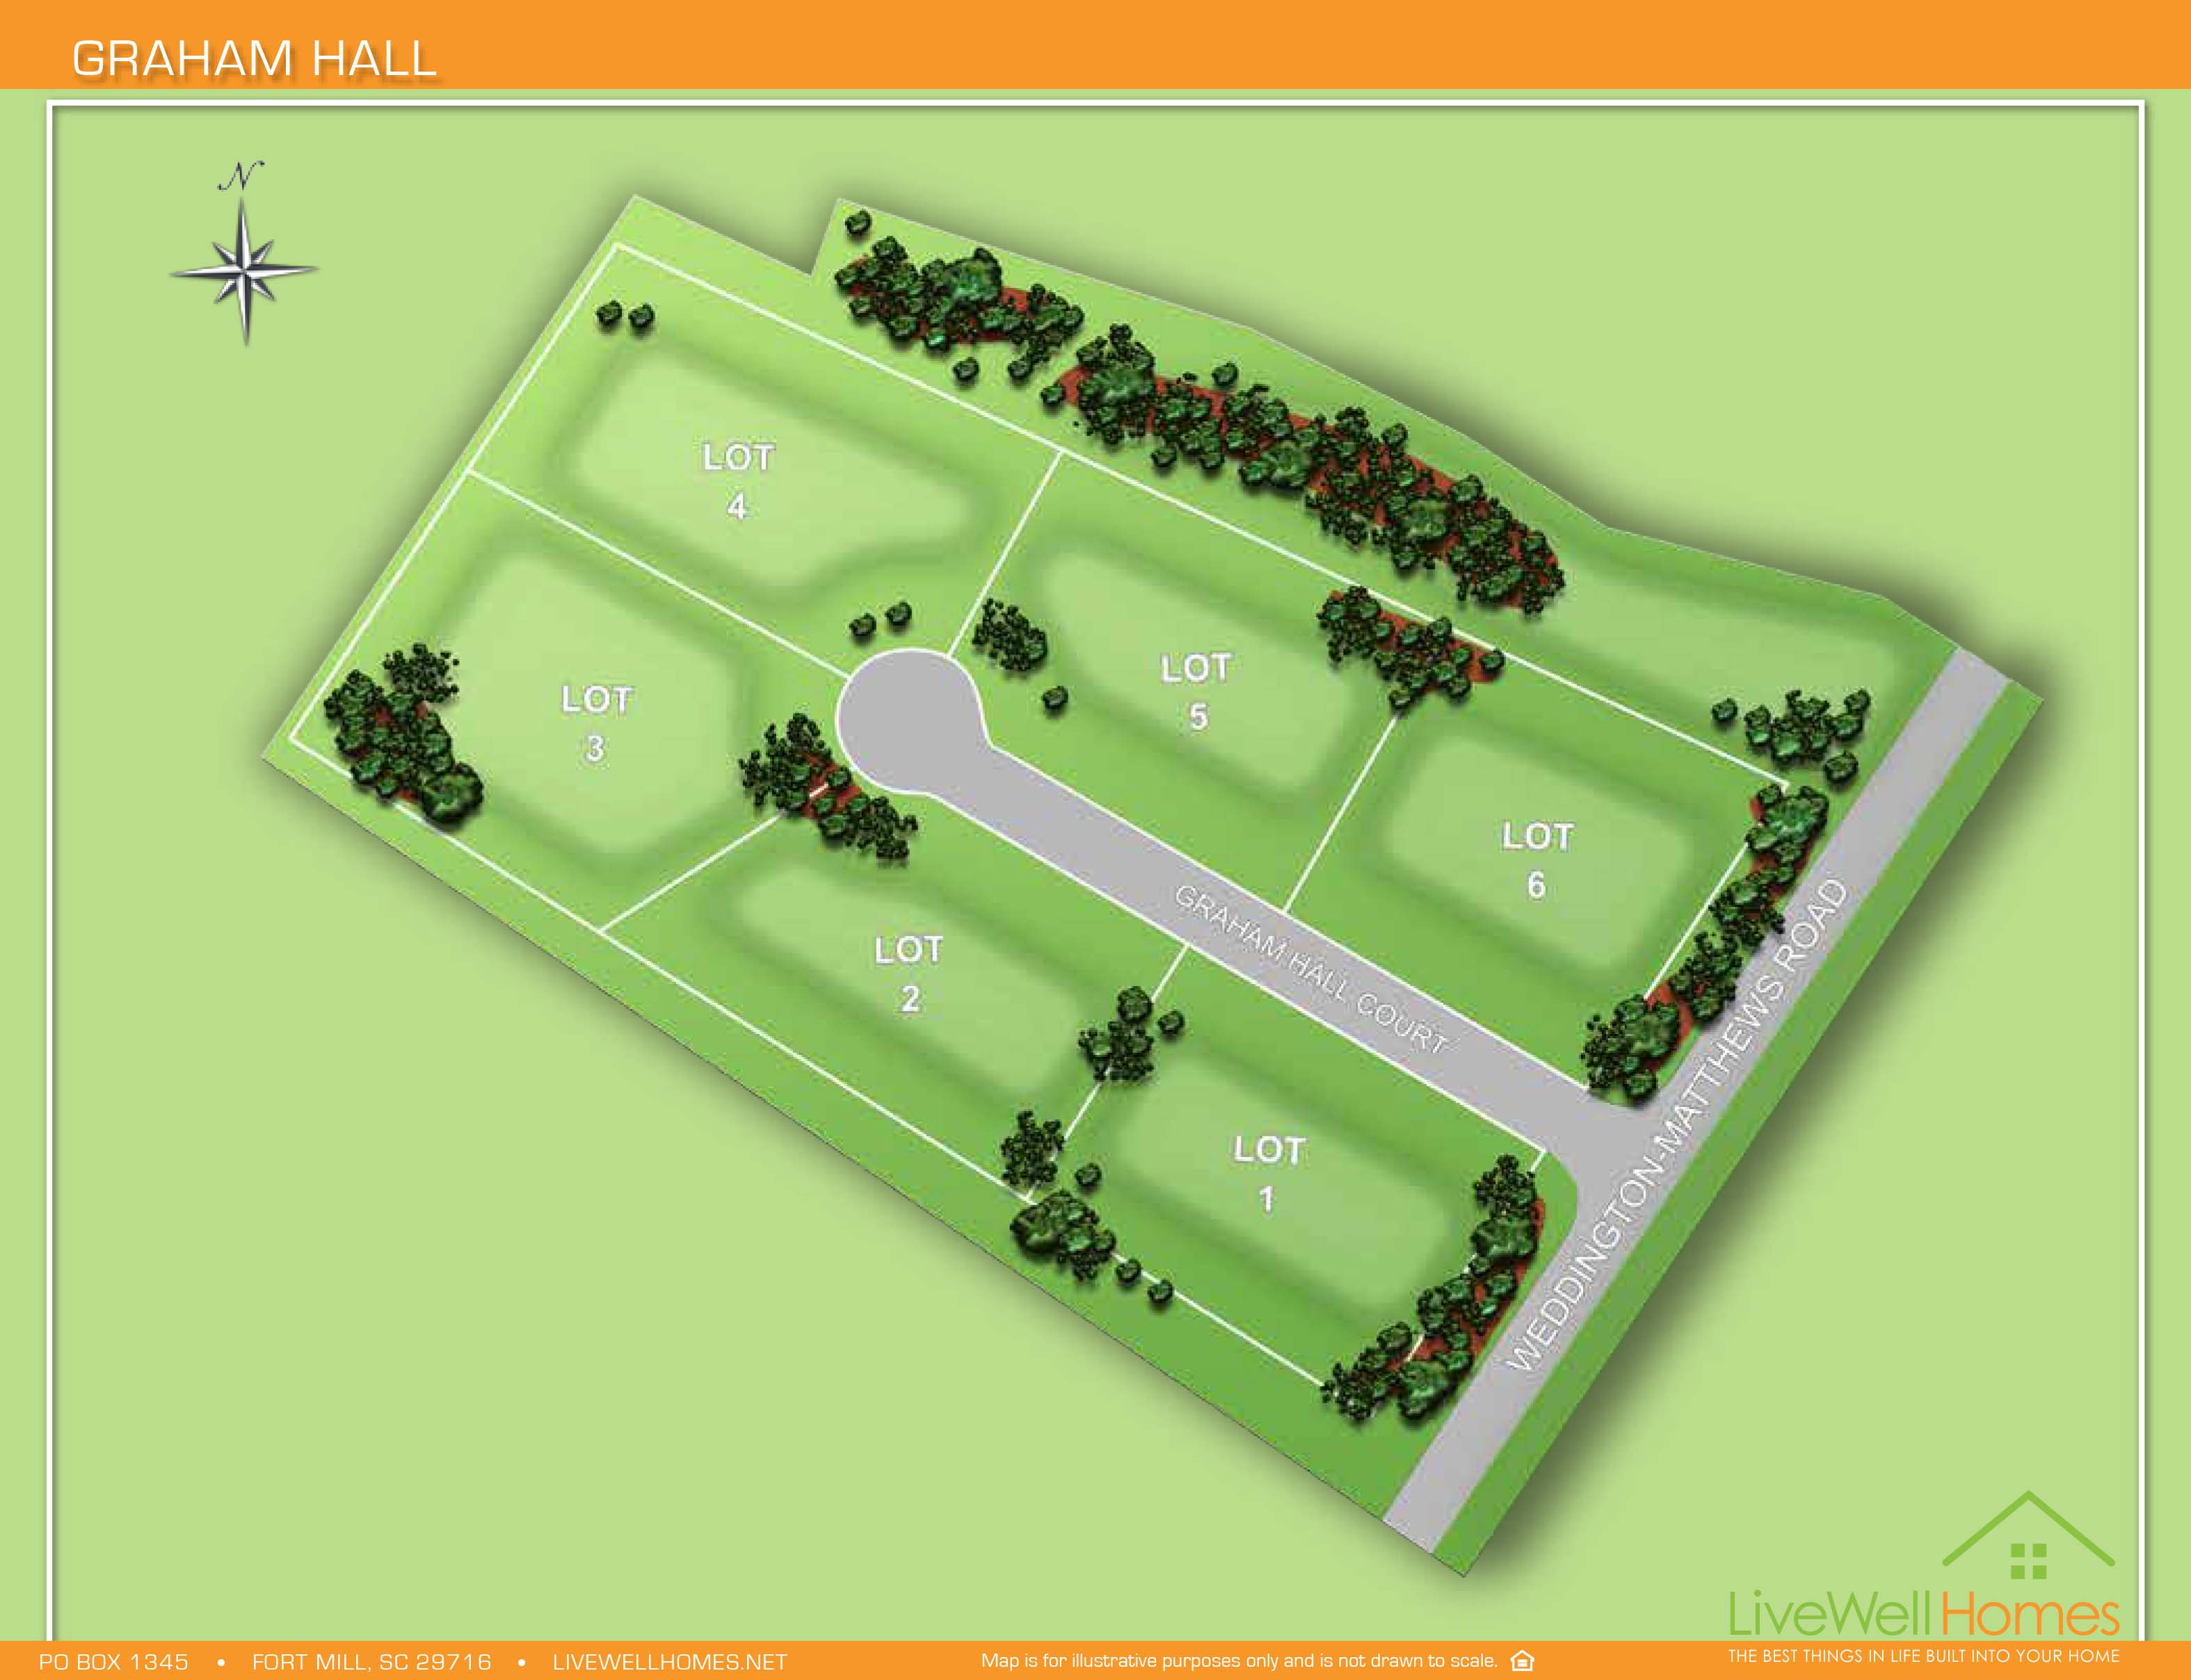 GRAHAM HALL
N
LOT
4
LOT
5
LOT
3
LOT
6
GRAHAM HALL COURT
WEDDINGTON-MATTHEWS ROAD
LOT
2
LOT
1
LiveWellHomes
THE BEST THINGS IN LIFE BUILT INTO YOUR HOME
PO BOX 1345 • FORT MILL, SC 29716 • LIVEWELLHOMES.NET
Map is for illustrative purposes only and is not drawn to scale.